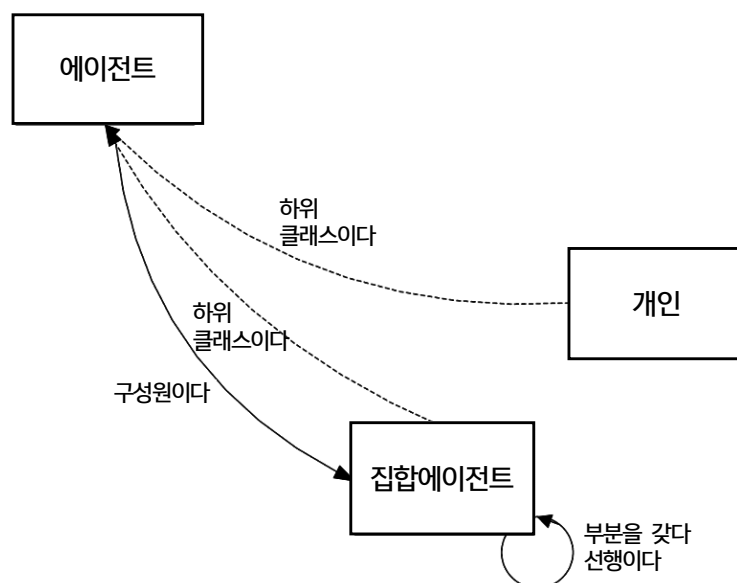 에이전트
하위
클래스이다
개인
하위
클래스이다
구성원이다
집합에이전트
부분을 갖다
선행이다